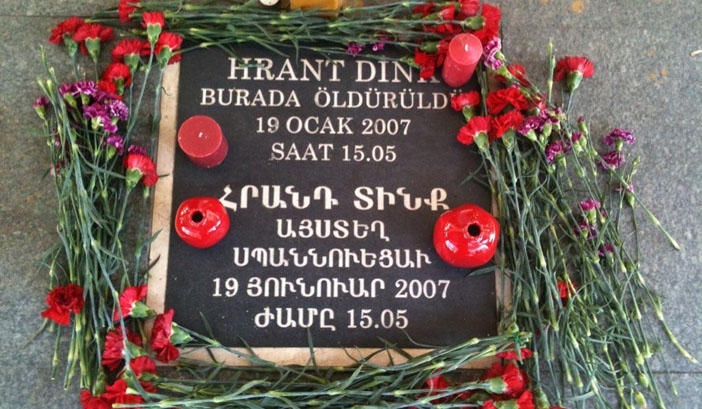 HRANT DINK
BURADA ÖLDÜRÜLDÜ
19 OCAK 2007
SAAT 15.05
ՀՐԱՆԴ ՏԻՆՔ
ԱՅՍՏԵՂ
ՍՊԱՆՆՈՒԵՑԱՒ
19 ՅՈՒՆՈՒԱՐ 2007
ԺԱՄԸ 15.05